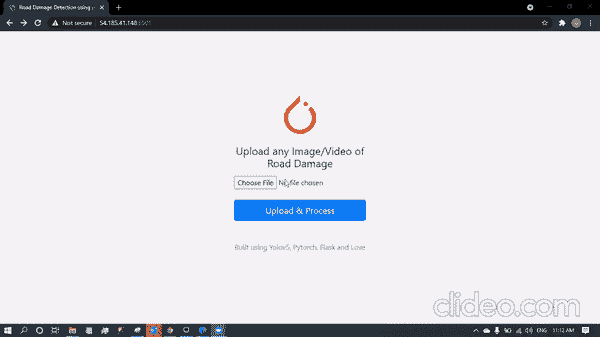 Road Damage Detection using
Not secure
54.185.41.148
Upload any Image/Video of
Road Damage
Choose File No file chosen
Upload & Process
Built using Yolov5, Pytorch, Flask and Love
clideo.com
ENG 11:12 AM